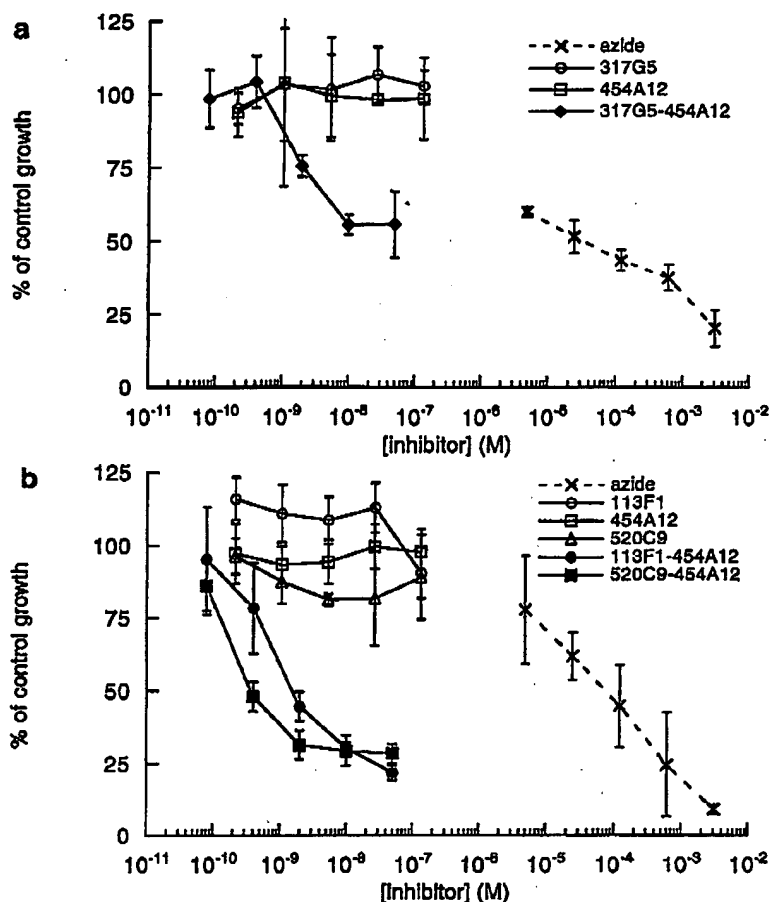 a
125
100
75
50
25
0
% of control growth
azide
317G5
454A12
317G5-454A12
10-11 10-10 10-9 10-8 10-7 10-6 10-5 10-4 10-3 10-2
[inhibitor] (M)
b
125
100
75
50
25
0
% of control growth
azide
113F1
454A12
520C9
113F1-454A12
520C9-454A12
10-11 10-10 10-9 10-8 10-7 10-6 10-5 10-4 10-3 10-2
[inhibitor] (M)